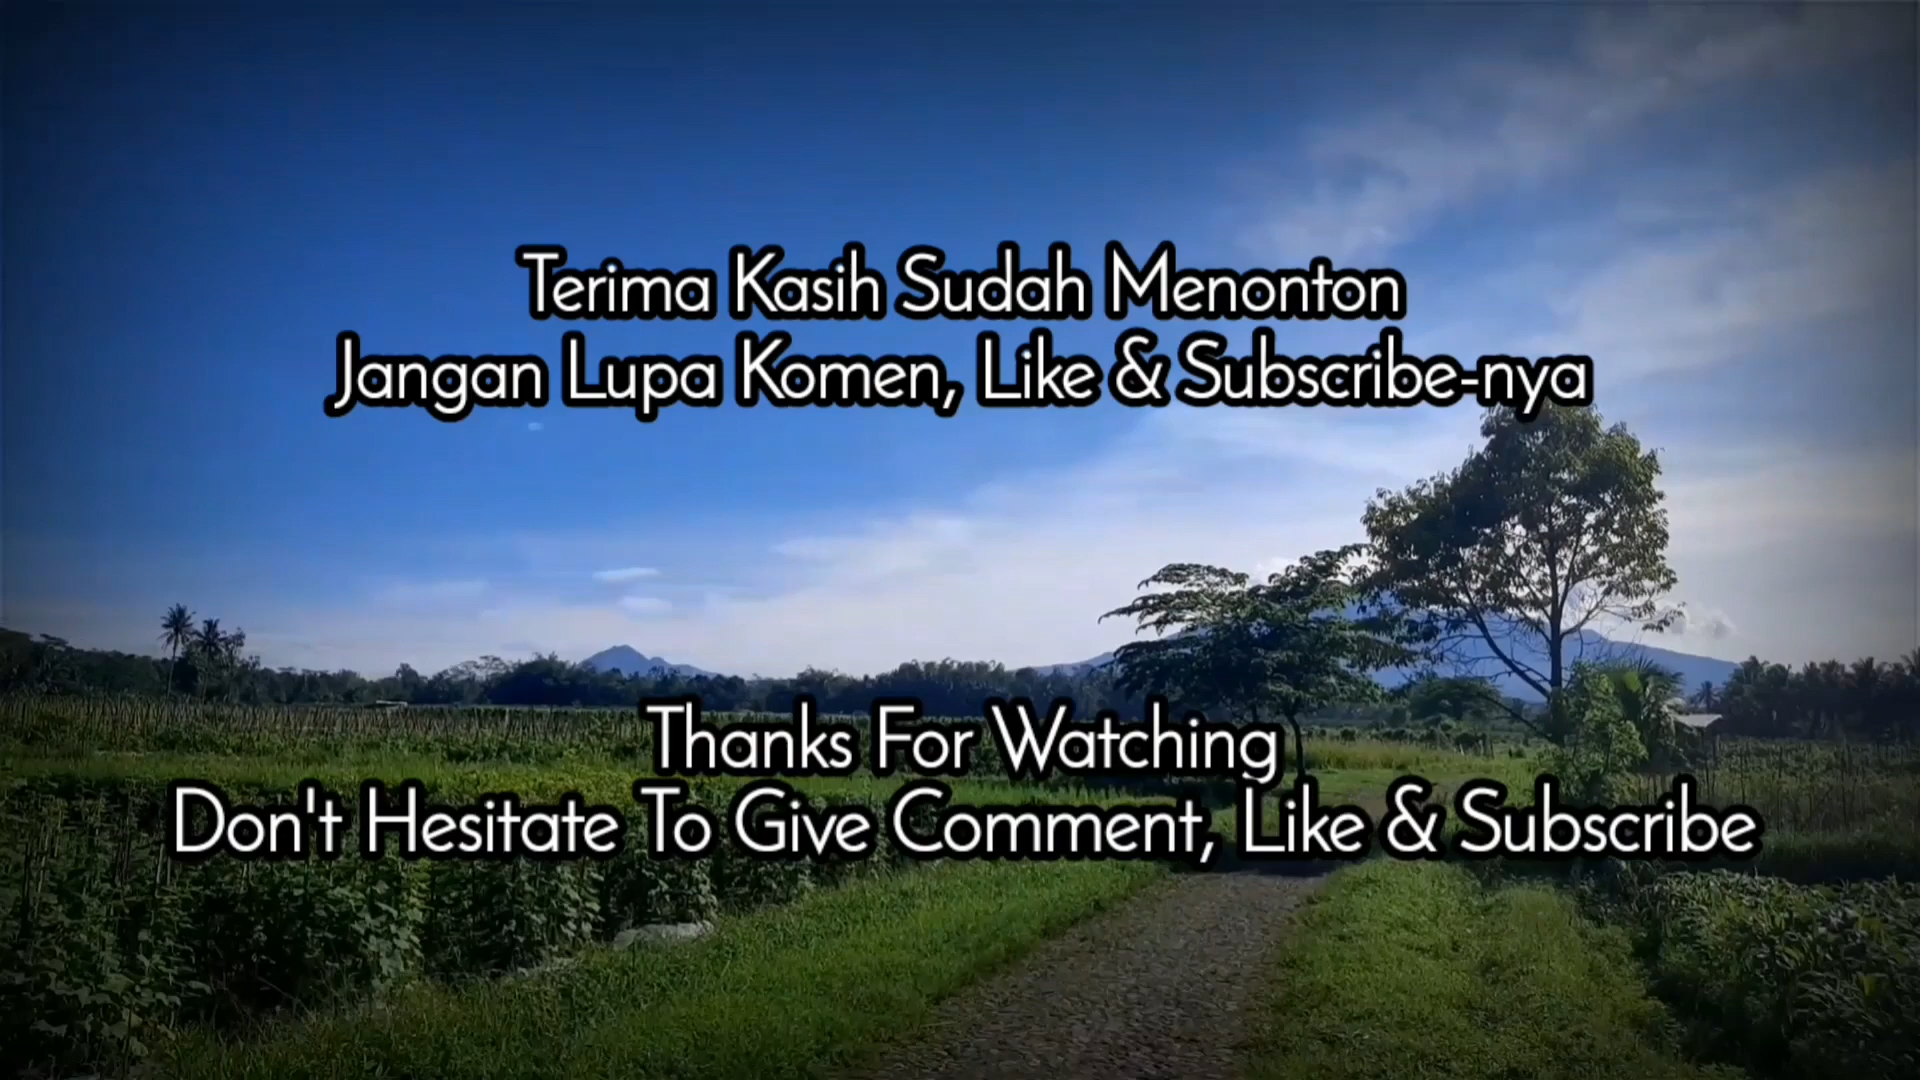 Terima Kasih Sudah Menonton
Jangan Lupa Komen, Like & Subscribe-nya
Thanks For Watching
Don't Hesitate To Give Comment, Like & Subscribe